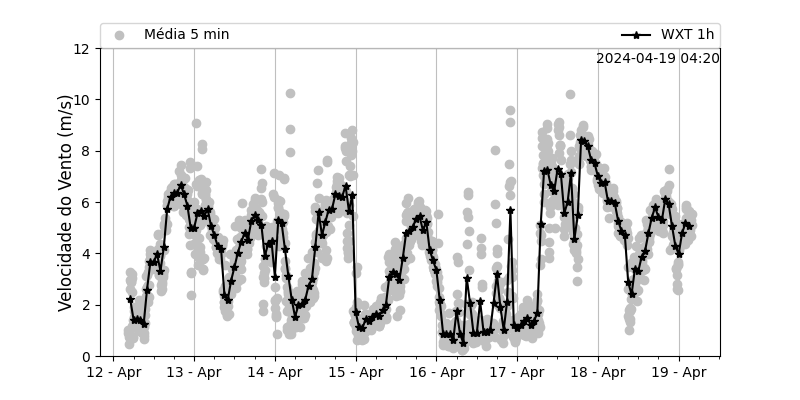 Média 5 min
WXT 1h
2024-04-19 04:20
Velocidade do Vento (m/s)
12
10
8
6
4
2
0
12 - Apr
13 - Apr
14 - Apr
15 - Apr
16 - Apr
17 - Apr
18 - Apr
19 - Apr